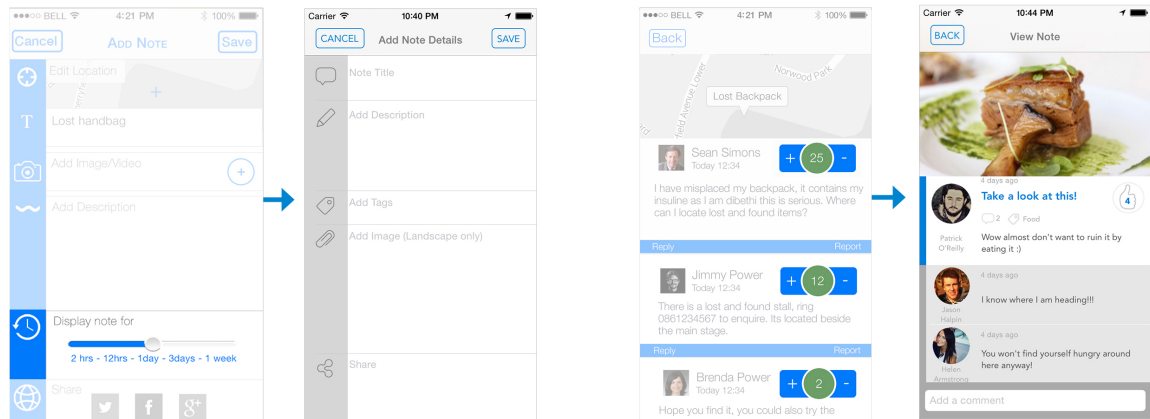 BELL 4:21 PM 100%
Cancel ADD NOTE Save
Edit Location
T Lost handbag
Add Image/Video
+
Add Description
Display note for
2 hrs - 12hrs - 1day - 3days - 1 week
Share
f g+
Carrier 10:40 PM
CANCEL Add Note Details SAVE
Note Title
Add Description
Add Tags
Add Image (Landscape only)
Share
BELL 4:21 PM 100%
Back
Norwood Park
field Avenue Lower
Lost Backpack
Sean Simons
Today 12:34
+ 25 -
I have misplaced my backpack, it contains my
insuline as I am dibethi this is serious. Where
can I locate lost and found items?
Reply Report
Jimmy Power
Today 12:34
+ 12 -
There is a lost and found stall, ring
0861234567 to enquire. Its located beside
the main stage.
Reply Report
Brenda Power
Today 12:34
+ 2 -
Hope you find it, you could also try the
Carrier 10:44 PM
BACK View Note
4 days ago
Take a look at this!
4
2 Food
Patrick
O'Reilly
Wow almost don't want to ruin it by
eating it :)
4 days ago
I know where I am heading!!!
Jason
Halpin
4 days ago
You won't find yourself hungry around
here anyway!
Helan
Armstrong
Add a comment